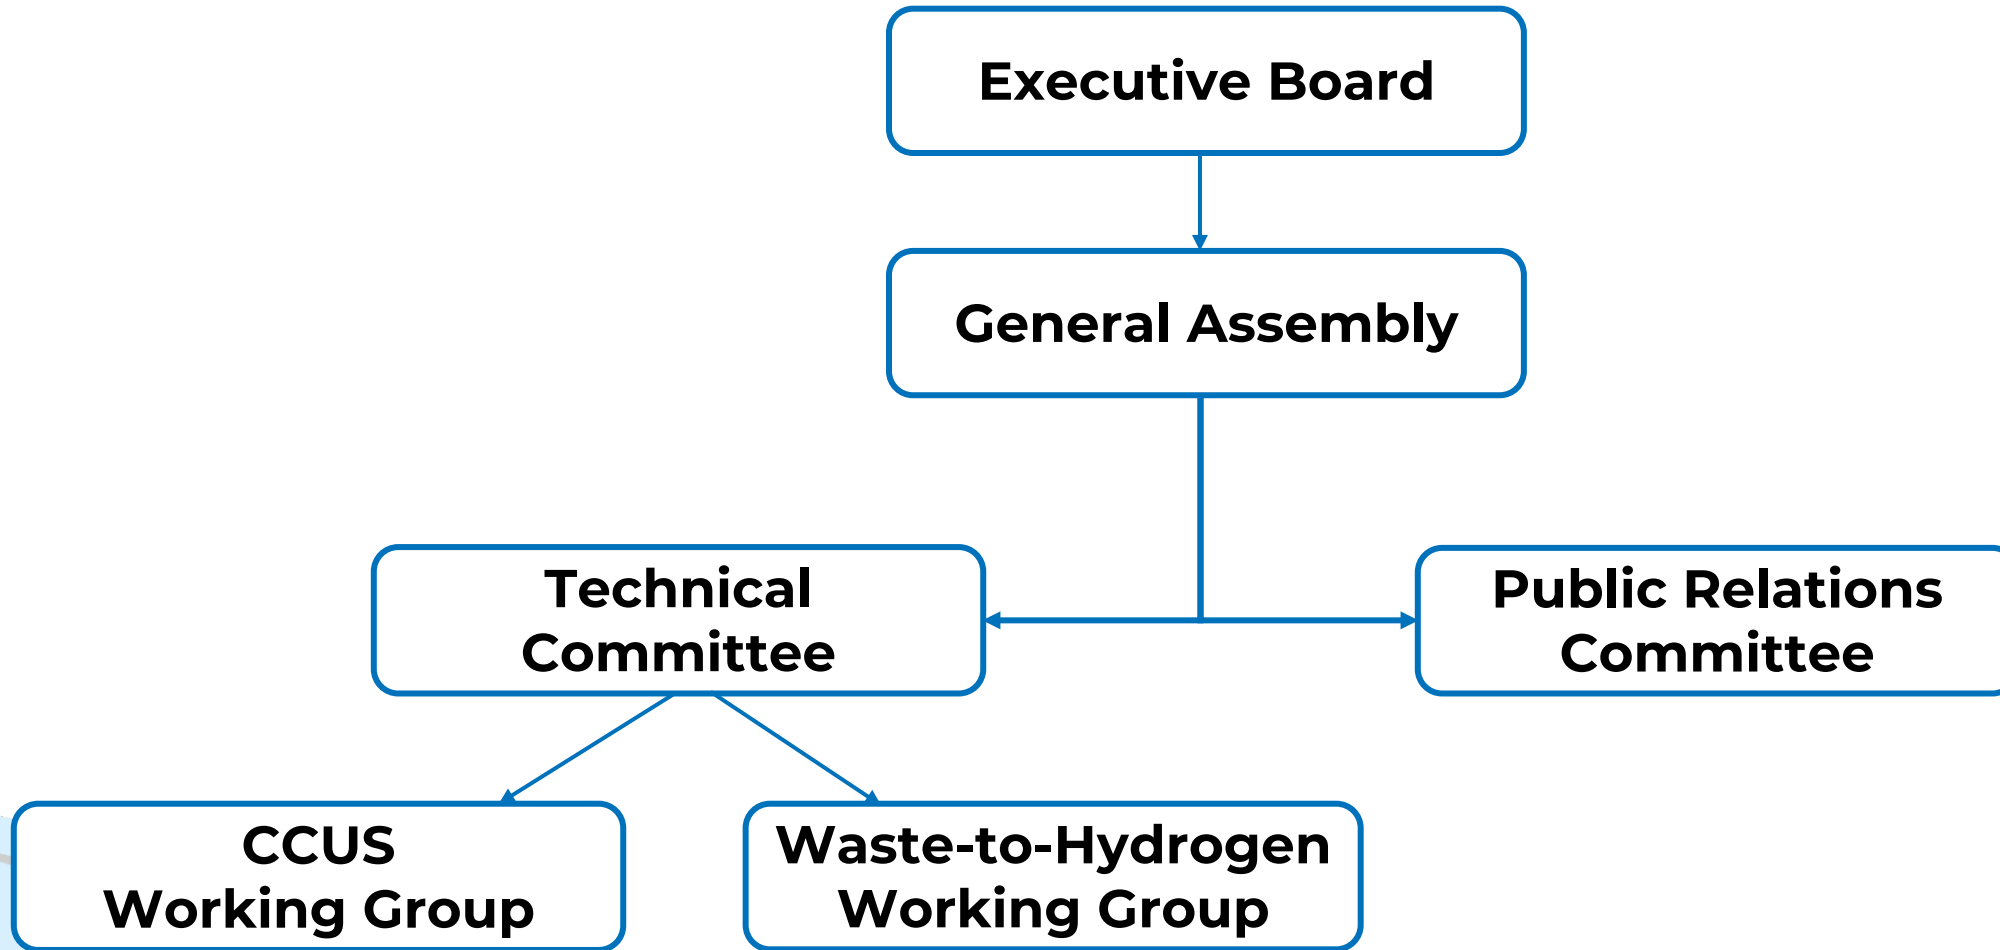 Executive Board
General Assembly
Technical
Committee
Public Relations
Committee
CCUS
Working Group
Waste-to-Hydrogen
Working Group